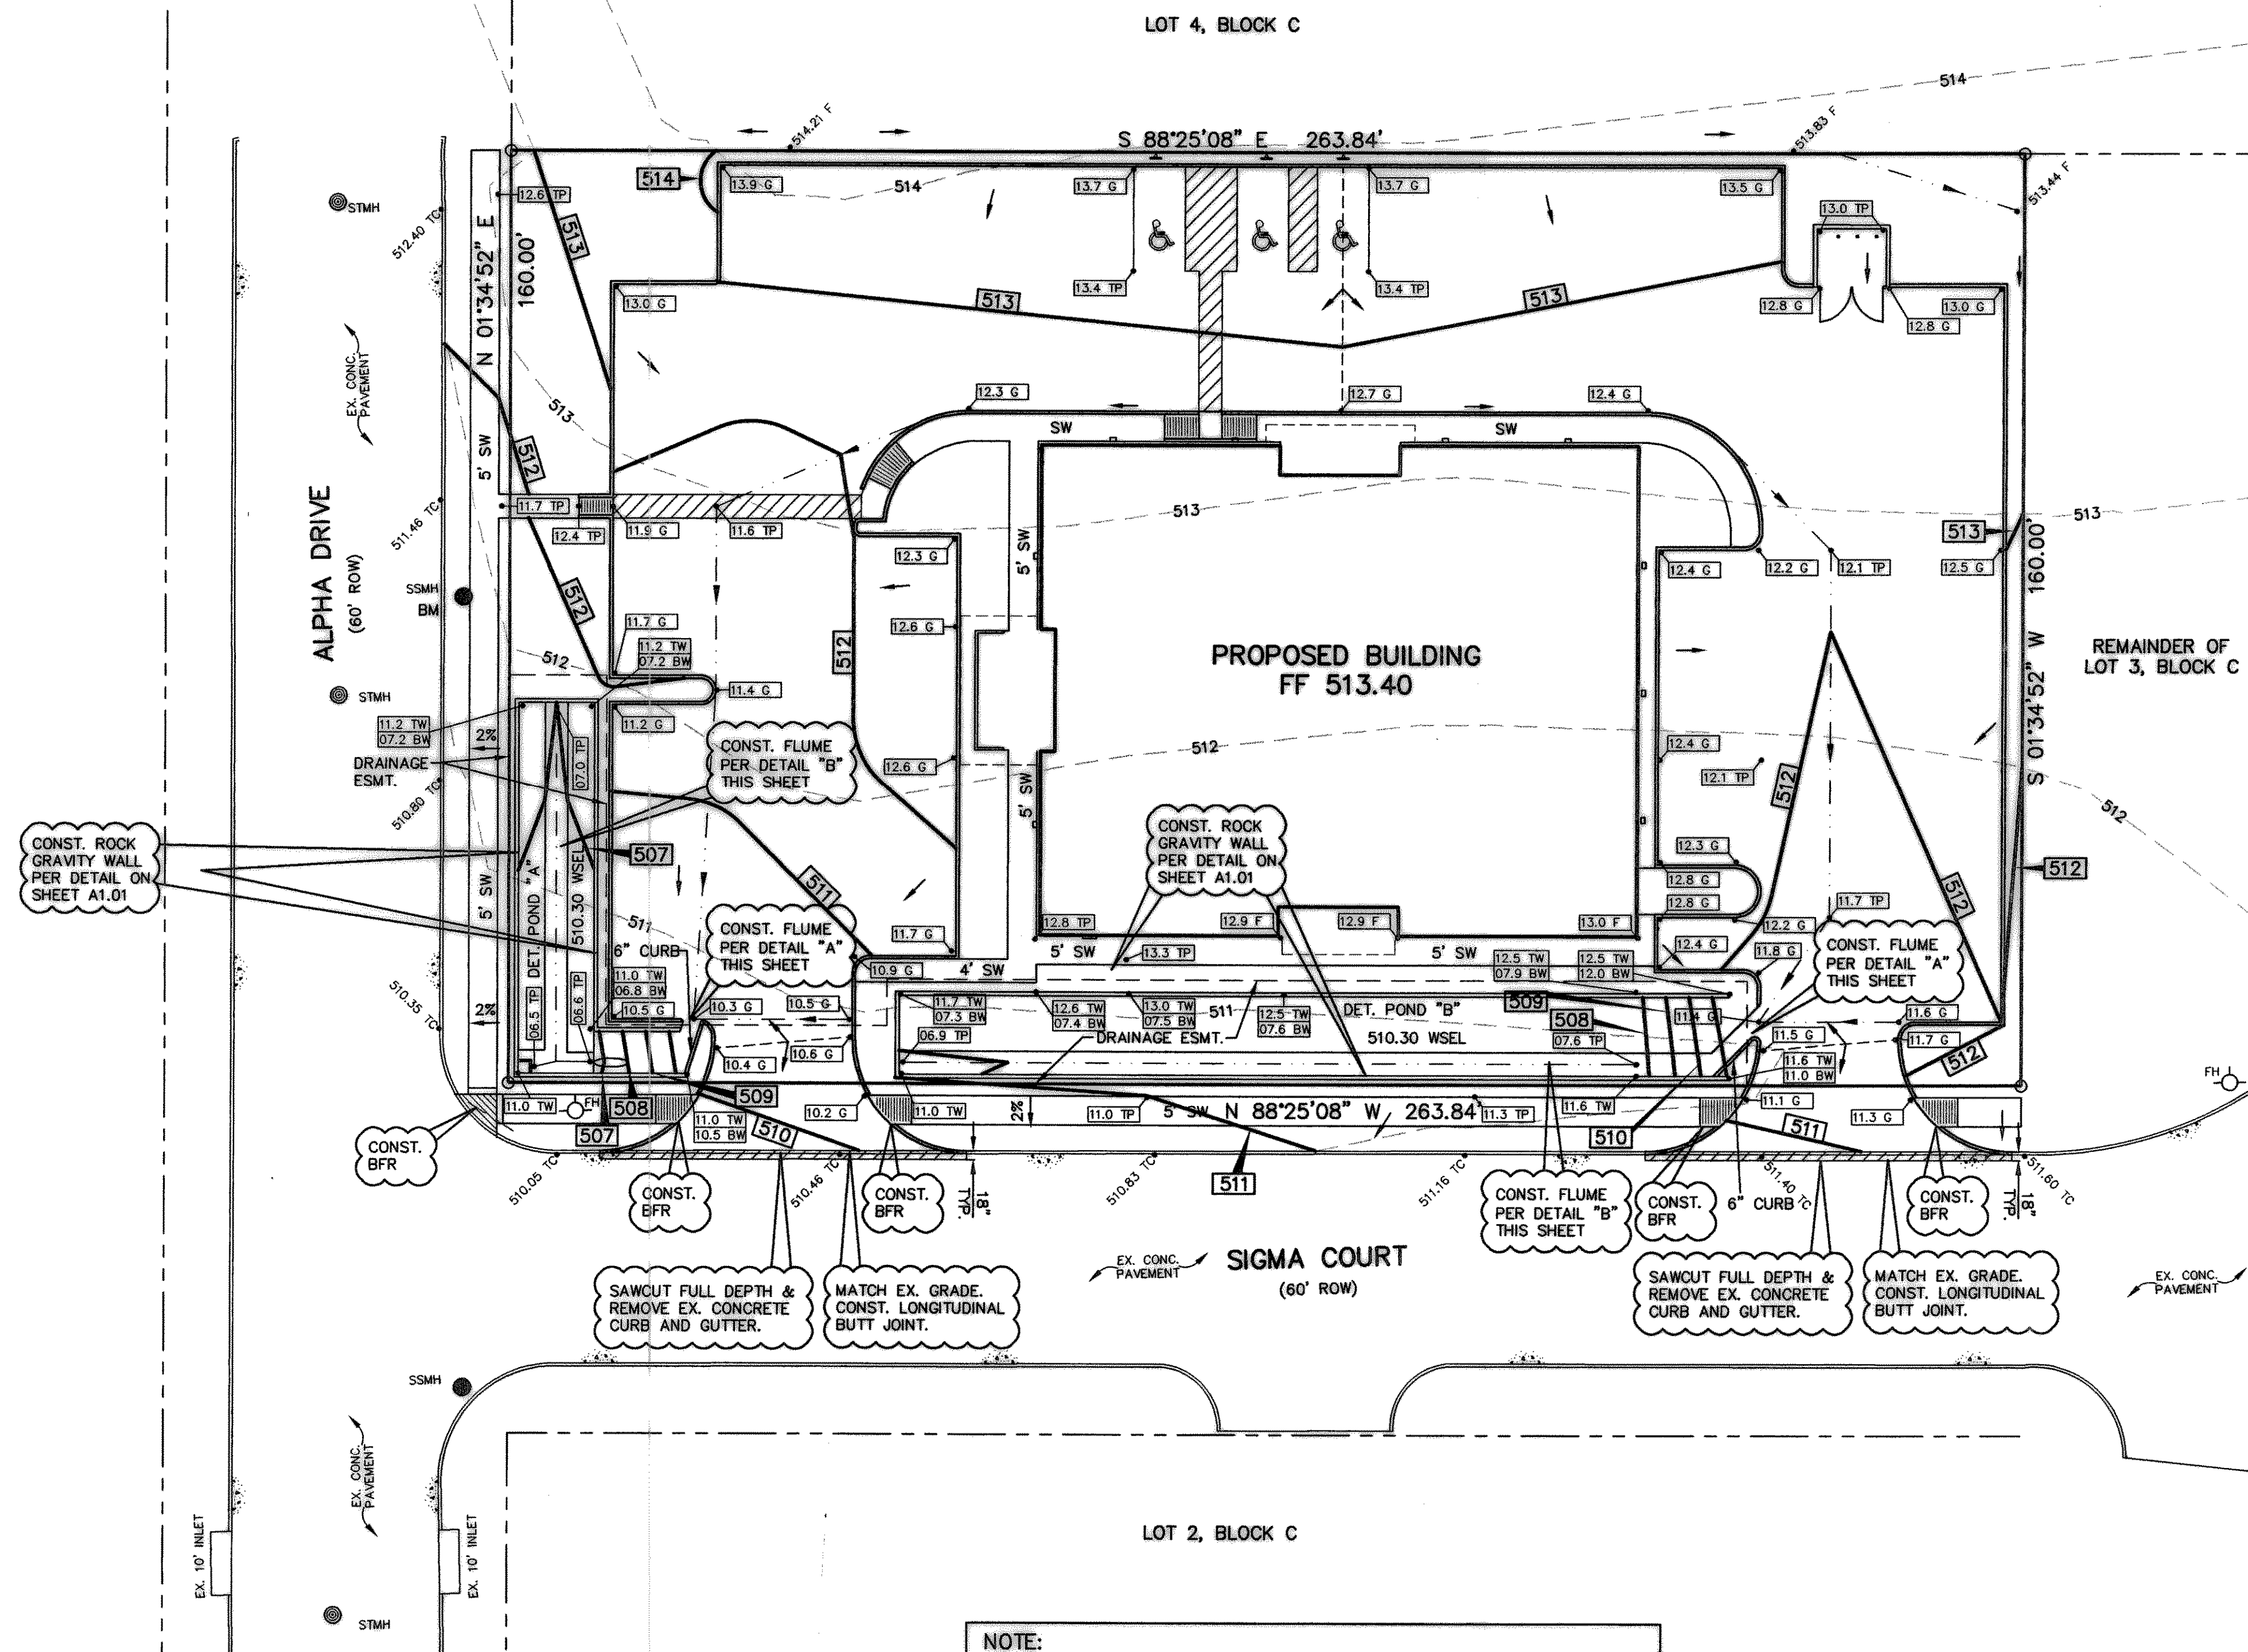 LOT 4, BLOCK C
514
514.21 F
S 88°25'08" E 263.84'
513.83 F
513.44 F
514
13.9 G
514
13.7 G
13.7 G
13.5 G
13.0 TP
12.6 TP
STMH
512.40 TC
N 01°34'52" E
160.00'
513
13.0 G
513
13.4 TP
13.4 TP
513
12.8 G
12.8 G
13.0 G
EX. CONC.
PAVEMENT
513
12.3 G
12.7 G
12.4 G
SW
SW
5' SW
512
511.46 TC
11.7 TP
12.4 TP
11.9 G
11.6 TP
513
513
513
ALPHA DRIVE
(60' ROW)
12.3 G
5' SW
12.4 G
12.2 G
12.1 TP
12.5 G
S 01°34'52" W 160.00'
SSMH
BM
512
11.7 G
12.6 G
11.2 TW
07.2 BW
512
512
PROPOSED BUILDING
FF 513.40
REMAINDER OF
LOT 3, BLOCK C
STMH
11.4 G
11.2 G
11.2 TW
07.2 BW
2%
DRAINAGE
ESMT.
07.0 TP
CONST. FLUME
PER DETAIL "B"
THIS SHEET
12.6 G
512
12.4 G
12.1 TP
512
512
510.80 TC
5' SW
CONST. ROCK
GRAVITY WALL
PER DETAIL ON
SHEET A1.01
CONST. ROCK
GRAVITY WALL
PER DETAIL ON
SHEET A1.01
507
511
12.3 G
12.8 G
12.8 G
512
512
5' SW
DET. POND "A"
510.30 WSEL
511
6" CURB
CONST. FLUME
PER DETAIL "A"
THIS SHEET
11.7 G
12.8 TP
12.9 F
12.9 F
13.0 F
12.2 G
11.7 TP
CONST. FLUME
PER DETAIL "A"
THIS SHEET
10.9 G
4' SW
5' SW
13.3 TP
5' SW
12.4 G
11.8 G
510.35 TC
2%
06.5 TP
06.6 TP
11.0 TW
06.8 BW
10.5 G
10.3 G
10.5 G
11.7 TW
07.3 BW
12.6 TW
07.4 BW
13.0 TW
07.5 BW
511
12.5 TW
07.6 BW
12.5 TW
07.9 BW
12.5 TW
12.0 BW
509
DET. POND "B"
508
11.4 G
11.6 G
06.9 TP
DRAINAGE ESMT.
510.30 WSEL
07.6 TP
11.5 G
11.7 G
10.4 G
10.6 G
11.6 TW
11.0 BW
512
FH
11.0 TW
FH
508
509
10.2 G
11.0 TW
2%
11.0 TP
5' SW
N 88°25'08" W 263.84'
11.3 TP
11.6 TW
11.1 G
11.3 G
507
11.0 TW
10.5 BW
510
510
511
CONST.
BFR
510.05 TC
510.46 TC
510.83 TC
511
511.16 TC
511.40 TC
511.60 TC
CONST.
BFR
CONST.
BFR
18"
TYP.
CONST. FLUME
PER DETAIL "B"
THIS SHEET
CONST.
BFR
6" CURB
CONST.
BFR
18"
TYP.
SIGMA COURT
(60' ROW)
EX. CONC.
PAVEMENT
EX. CONC.
PAVEMENT
SAWCUT FULL DEPTH &
REMOVE EX. CONCRETE
CURB AND GUTTER.
MATCH EX. GRADE.
CONST. LONGITUDINAL
BUTT JOINT.
SAWCUT FULL DEPTH &
REMOVE EX. CONCRETE
CURB AND GUTTER.
MATCH EX. GRADE.
CONST. LONGITUDINAL
BUTT JOINT.
SSMH
EX. CONC.
PAVEMENT
EX. 10' INLET
EX. 10' INLET
LOT 2, BLOCK C
STMH
NOTE: